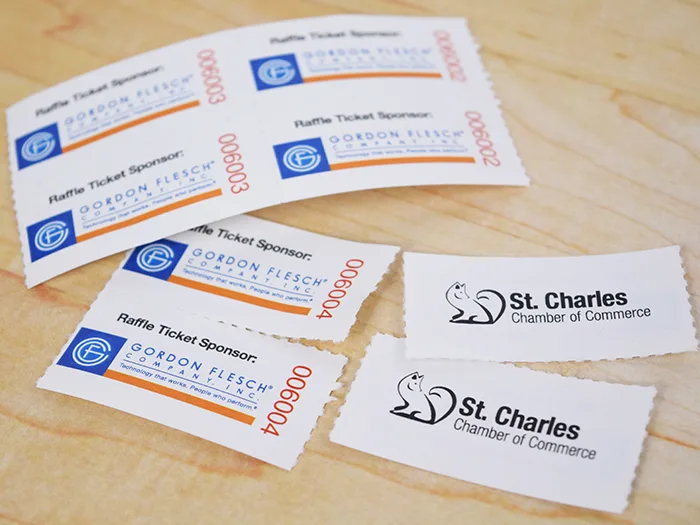 Raffle Ticket Sponsor:
GORDON FLESCH
COMPANY, INC.
006003
Raffle Ticket Sponsor:
GORDON FLESCH®
COMPANY, INC.
Technology that works. People who perform.
006002
Raffle Ticket Sponsor:
GORDON FLESCH®
COMPANY, INC.
Technology that works. People who perform.®
006003
Raffle Ticket Sponsor:
GORDON FLESCH®
COMPANY, INC.
Technology that works. People who perform.®
006002
Raffle Ticket Sponsor:
GORDON FLESCH®
COMPANY, INC.
Technology that works. People who perform.®
006004
St. Charles
Chamber of Commerce
Raffle Ticket Sponsor:
GORDON FLESCH®
COMPANY, INC.
Technology that works. People who perform.®
006004
St. Charles
Chamber of Commerce